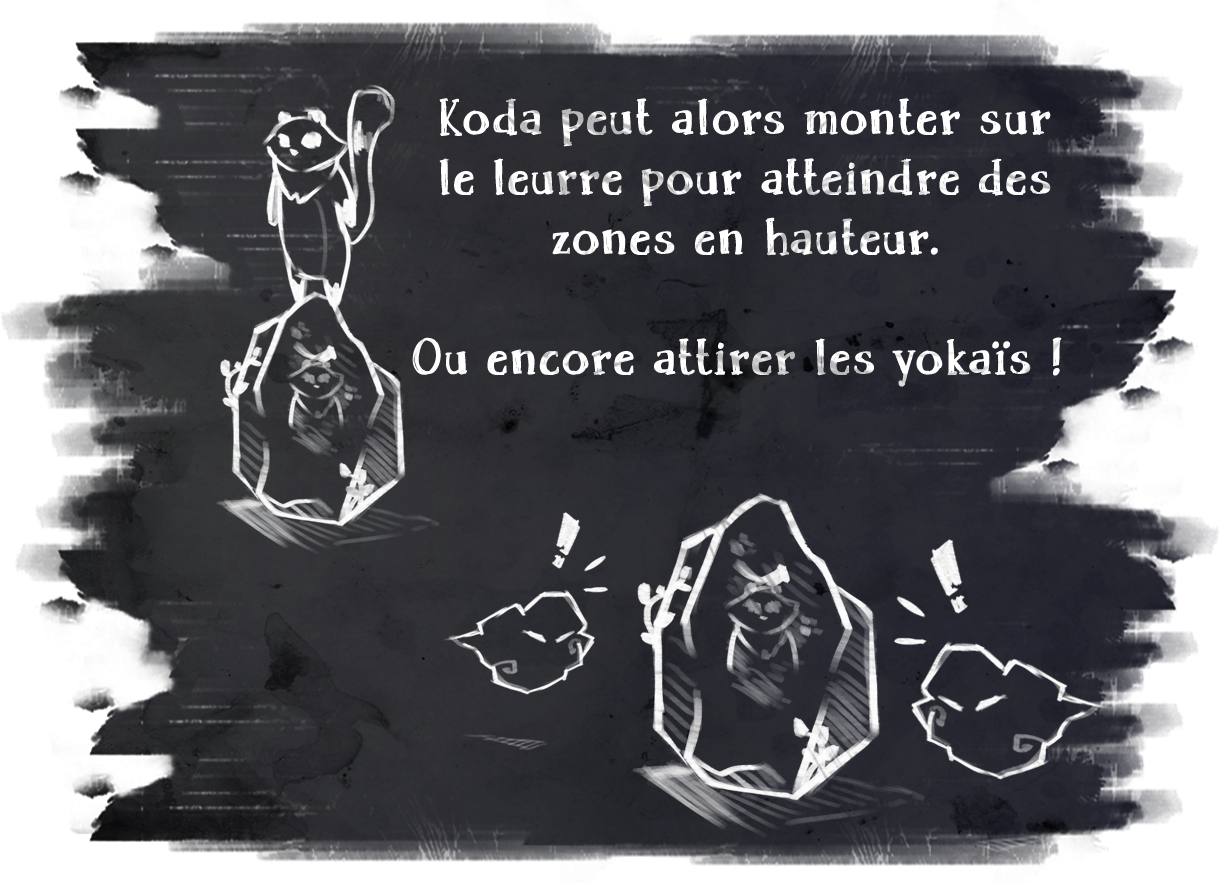 Koda peut alors monter sur
le leurre pour atteindre des
zones en hauteur.
Ou encore attirer les yokaïs !